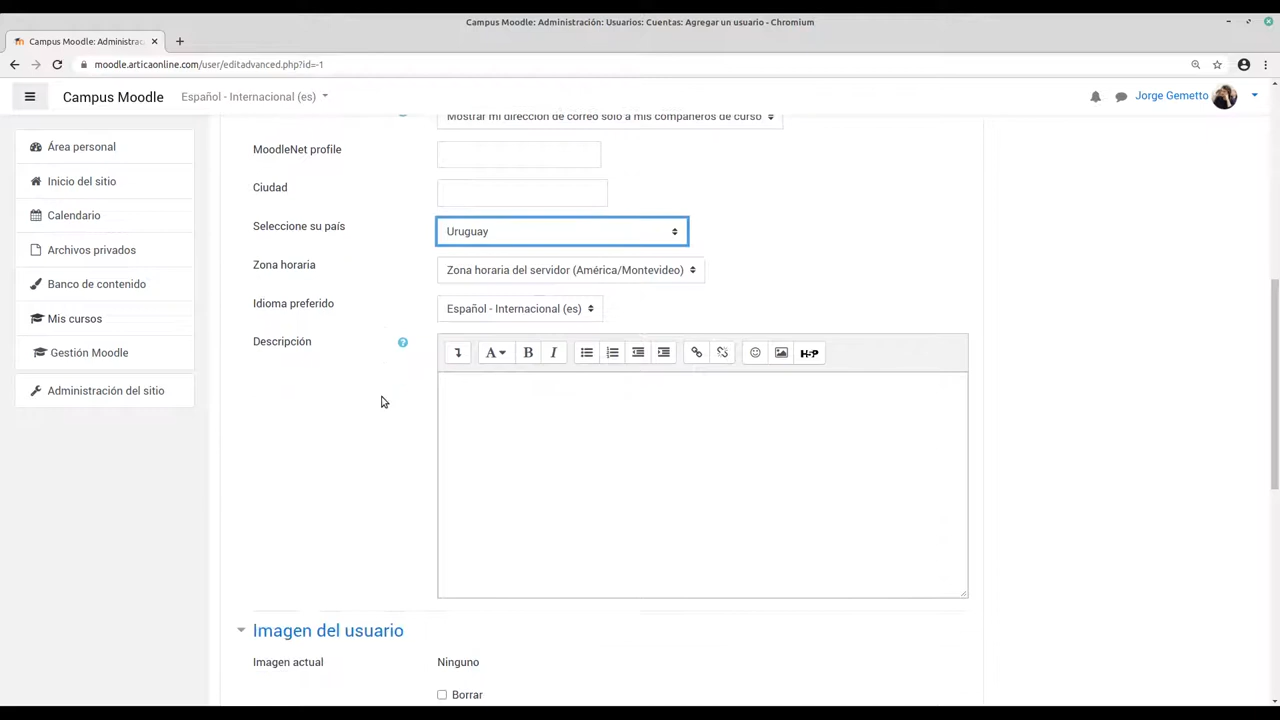 Campus Moodle: Administración: Usuarios: Cuentas: Agregar un usuario - Chromium
Campus Moodle: Administrac
moodle.articaonline.com/user/editadvanced.php?id=-1
Campus Moodle
Español - Internacional (es)
Jorge Gemetto
Área personal
Inicio del sitio
Calendario
Archivos privados
Banco de contenido
Mis cursos
Gestión Moodle
Administración del sitio
Mostrar mi dirección de correo sólo a mis compañeros de curso
MoodleNet profile
Ciudad
Seleccione su país
Uruguay
Zona horaria
Zona horaria del servidor (América/Montevideo)
Idioma preferido
Español - Internacional (es)
Descripción
A
B
I
H-P
Imagen del usuario
Imagen actual
Ninguno
Borrar